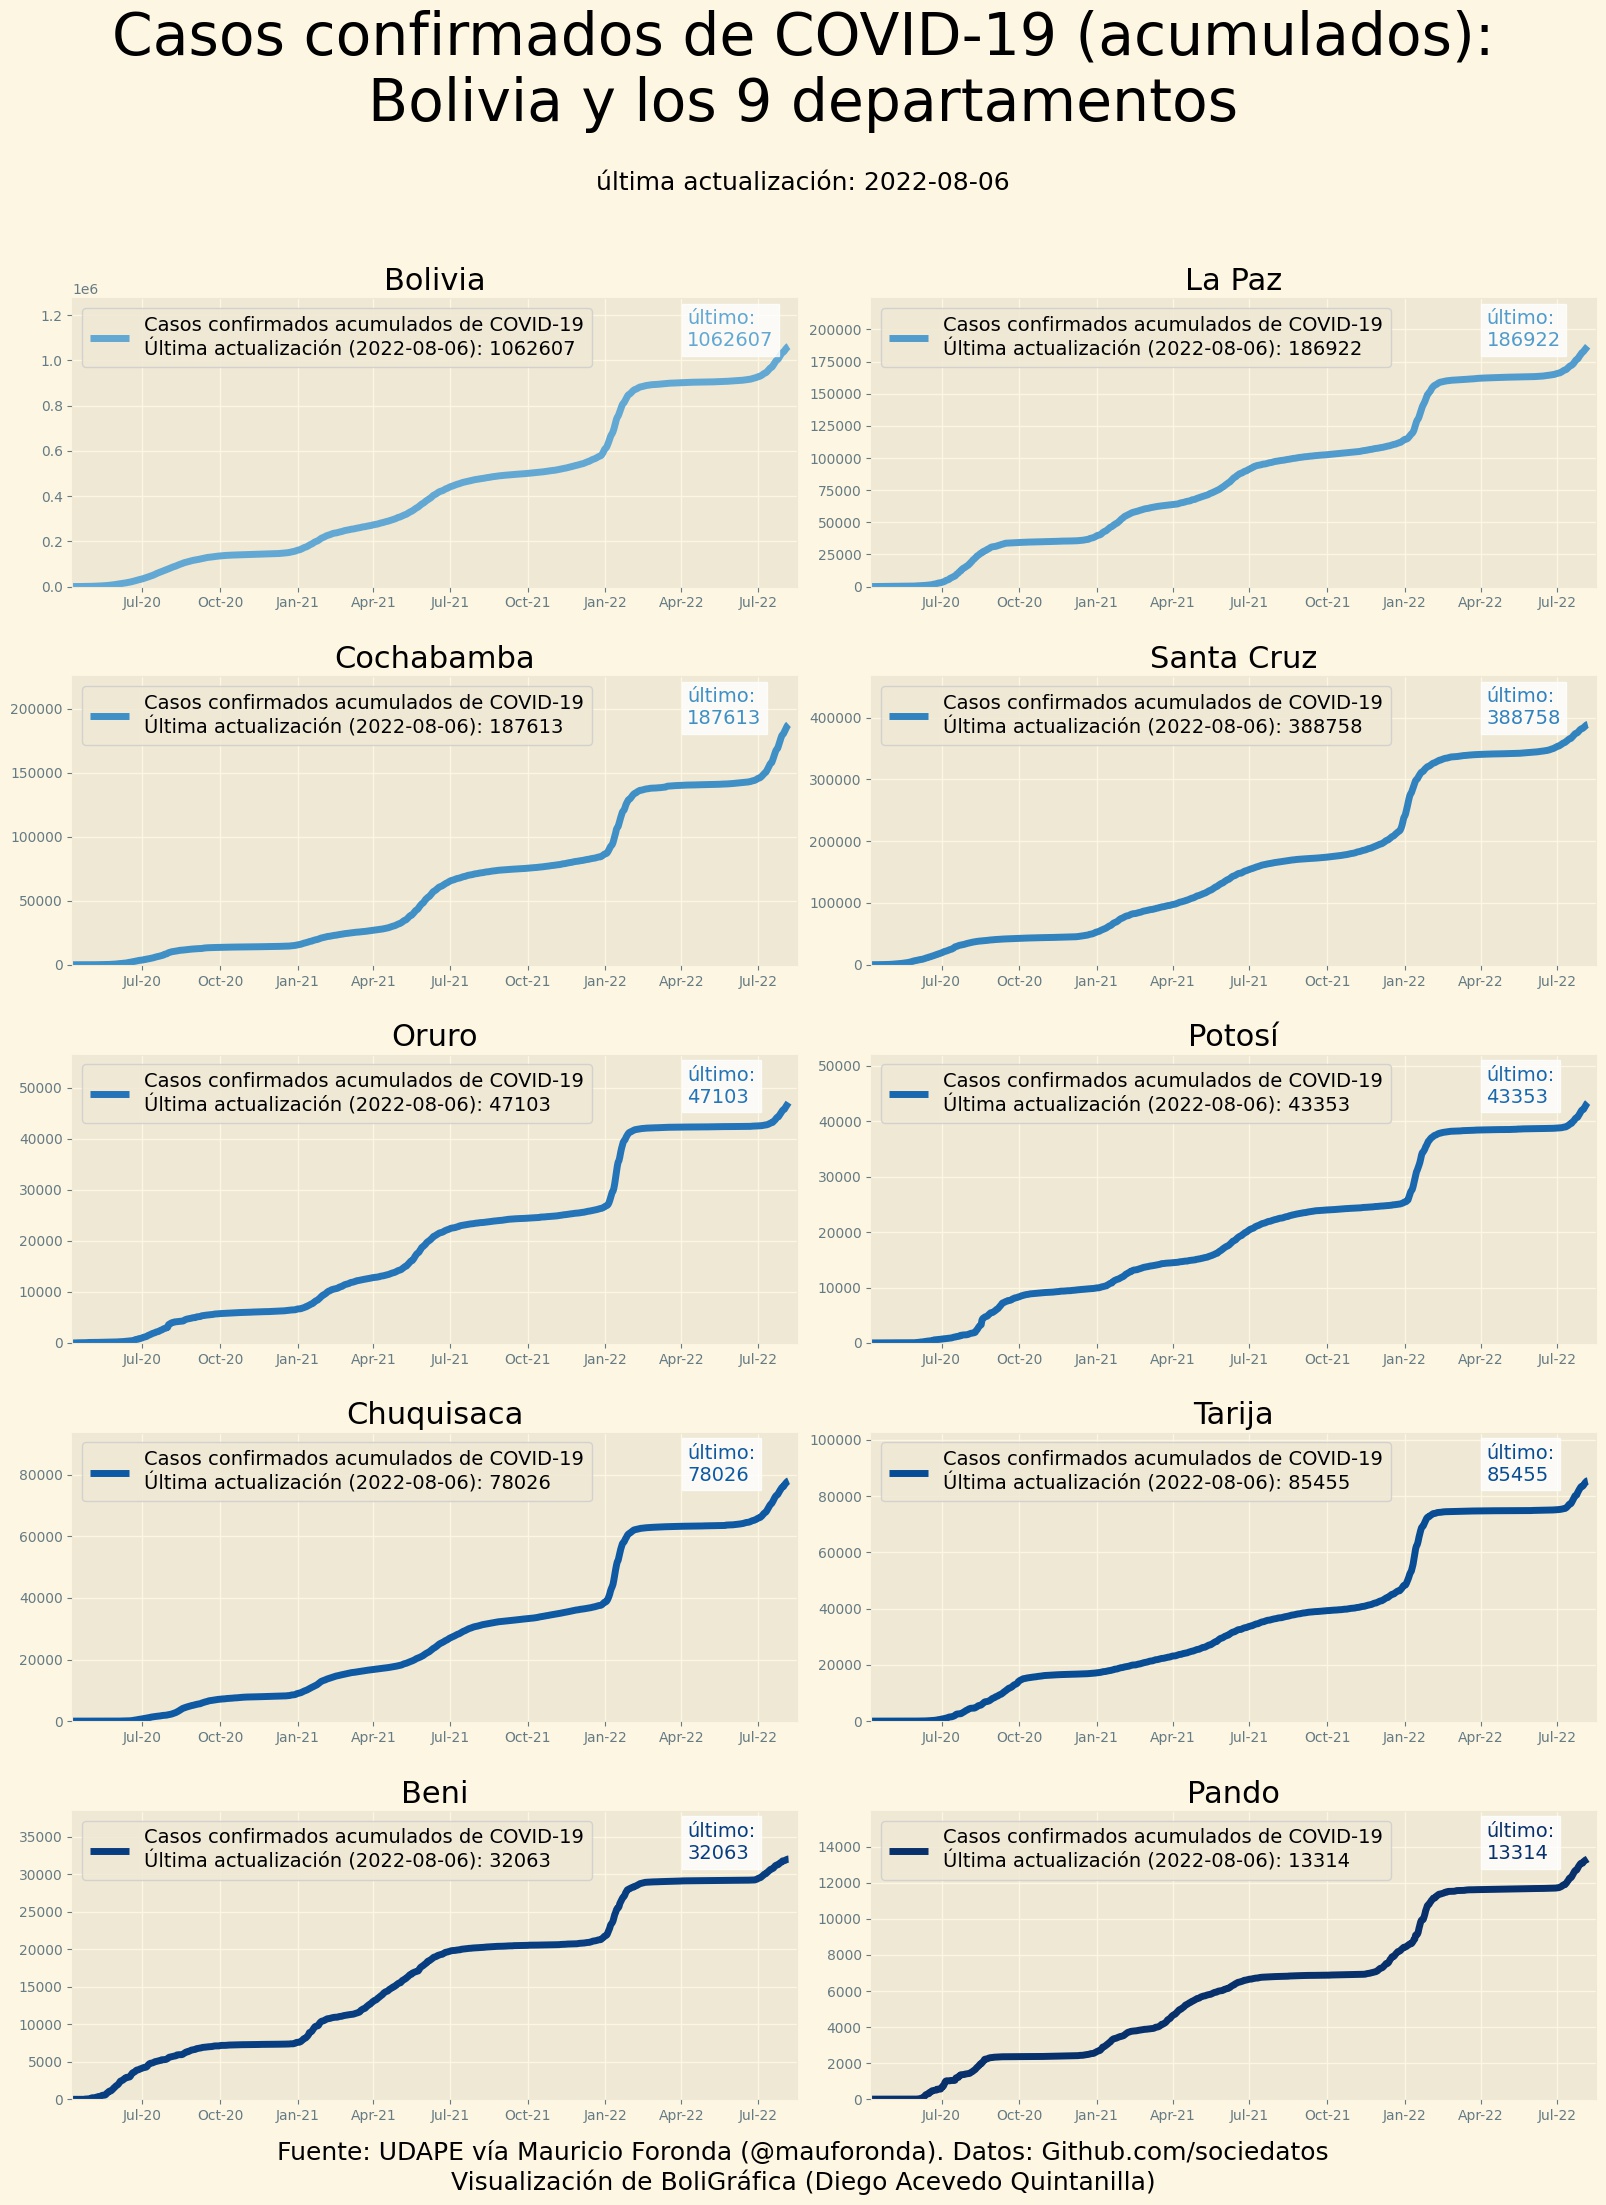 Casos confirmados de COVID-19 (acumulados):
Bolivia y los 9 departamentos
última actualización: 2022-08-06
Bolivia
1e6
Casos confirmados acumulados de COVID-19
Última actualización (2022-08-06): 1062607
último:
1062607
1.2
1.0
0.8
0.6
0.4
0.2
0.0
Jul-20 Oct-20 Jan-21 Apr-21 Jul-21 Oct-21 Jan-22 Apr-22 Jul-22
La Paz
Casos confirmados acumulados de COVID-19
Última actualización (2022-08-06): 186922
último:
186922
200000
175000
150000
125000
100000
75000
50000
25000
0
Jul-20 Oct-20 Jan-21 Apr-21 Jul-21 Oct-21 Jan-22 Apr-22 Jul-22
Cochabamba
Casos confirmados acumulados de COVID-19
Última actualización (2022-08-06): 187613
último:
187613
200000
150000
100000
50000
0
Jul-20 Oct-20 Jan-21 Apr-21 Jul-21 Oct-21 Jan-22 Apr-22 Jul-22
Santa Cruz
Casos confirmados acumulados de COVID-19
Última actualización (2022-08-06): 388758
último:
388758
400000
300000
200000
100000
0
Jul-20 Oct-20 Jan-21 Apr-21 Jul-21 Oct-21 Jan-22 Apr-22 Jul-22
Oruro
Casos confirmados acumulados de COVID-19
Última actualización (2022-08-06): 47103
último:
47103
50000
40000
30000
20000
10000
0
Jul-20 Oct-20 Jan-21 Apr-21 Jul-21 Oct-21 Jan-22 Apr-22 Jul-22
Potosí
Casos confirmados acumulados de COVID-19
Última actualización (2022-08-06): 43353
último:
43353
50000
40000
30000
20000
10000
0
Jul-20 Oct-20 Jan-21 Apr-21 Jul-21 Oct-21 Jan-22 Apr-22 Jul-22
Chuquisaca
Casos confirmados acumulados de COVID-19
Última actualización (2022-08-06): 78026
último:
78026
80000
60000
40000
20000
0
Jul-20 Oct-20 Jan-21 Apr-21 Jul-21 Oct-21 Jan-22 Apr-22 Jul-22
Tarija
Casos confirmados acumulados de COVID-19
Última actualización (2022-08-06): 85455
último:
85455
100000
80000
60000
40000
20000
0
Jul-20 Oct-20 Jan-21 Apr-21 Jul-21 Oct-21 Jan-22 Apr-22 Jul-22
Beni
Casos confirmados acumulados de COVID-19
Última actualización (2022-08-06): 32063
último:
32063
35000
30000
25000
20000
15000
10000
5000
0
Jul-20 Oct-20 Jan-21 Apr-21 Jul-21 Oct-21 Jan-22 Apr-22 Jul-22
Pando
Casos confirmados acumulados de COVID-19
Última actualización (2022-08-06): 13314
último:
13314
14000
12000
10000
8000
6000
4000
2000
0
Jul-20 Oct-20 Jan-21 Apr-21 Jul-21 Oct-21 Jan-22 Apr-22 Jul-22
Fuente: UDAPE vía Mauricio Foronda (@mauforonda). Datos: Github.com/sociedatos
Visualización de BoliGráfica (Diego Acevedo Quintanilla)